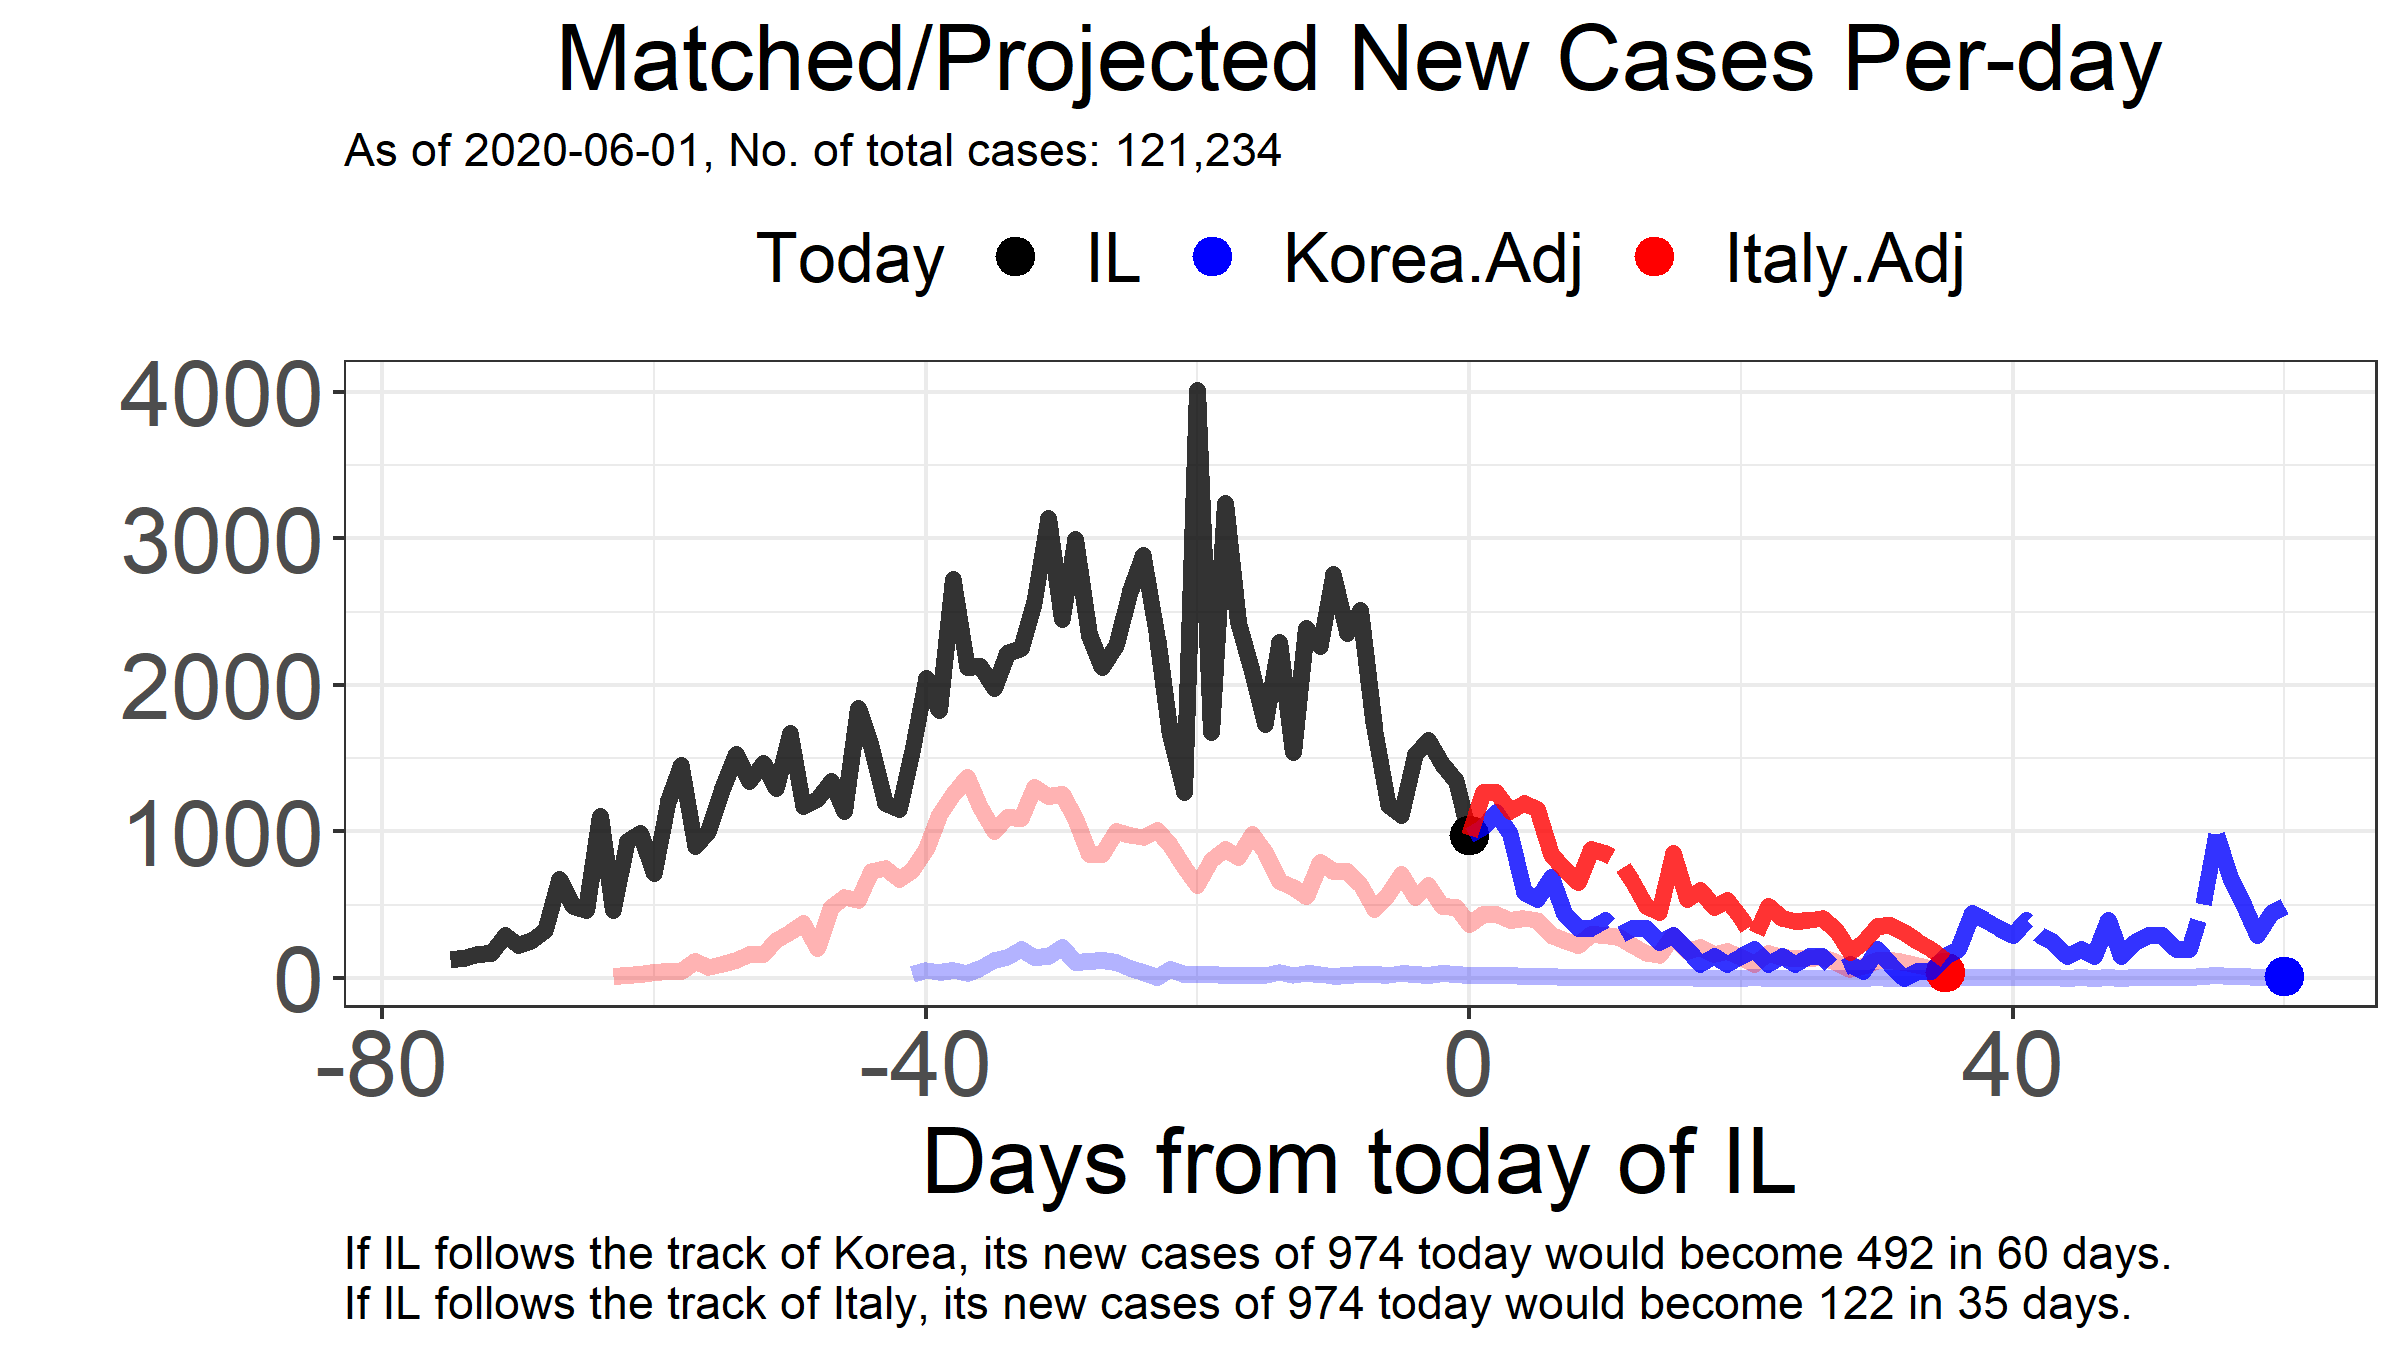 Matched/Projected New Cases Per-day
As of 2020-06-01, No. of total cases: 121,234
Today IL Korea.Adj Italy.Adj
4000
3000
2000
1000
0
-80 -40 0 40
Days from today of IL
If IL follows the track of Korea, its new cases of 974 today would become 492 in 60 days.
If IL follows the track of Italy, its new cases of 974 today would become 122 in 35 days.